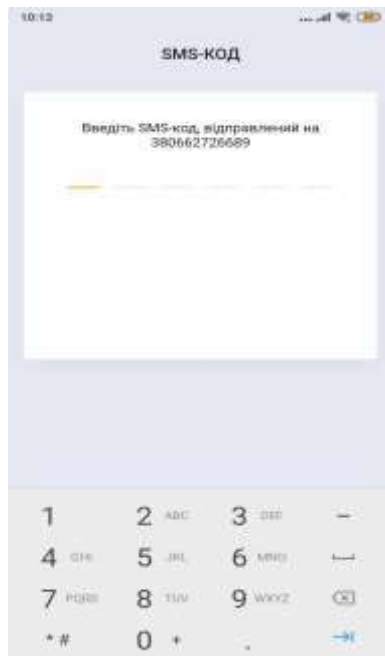 10:13
SMS-КОД
Введіть SMS-код, відправлений на
380662726689
1
2 ABC
3 DEF
-
4 GHI
5 JKL
6 MNO
7 PQRS
8 TUV
9 WXYZ
* #
0 +
.